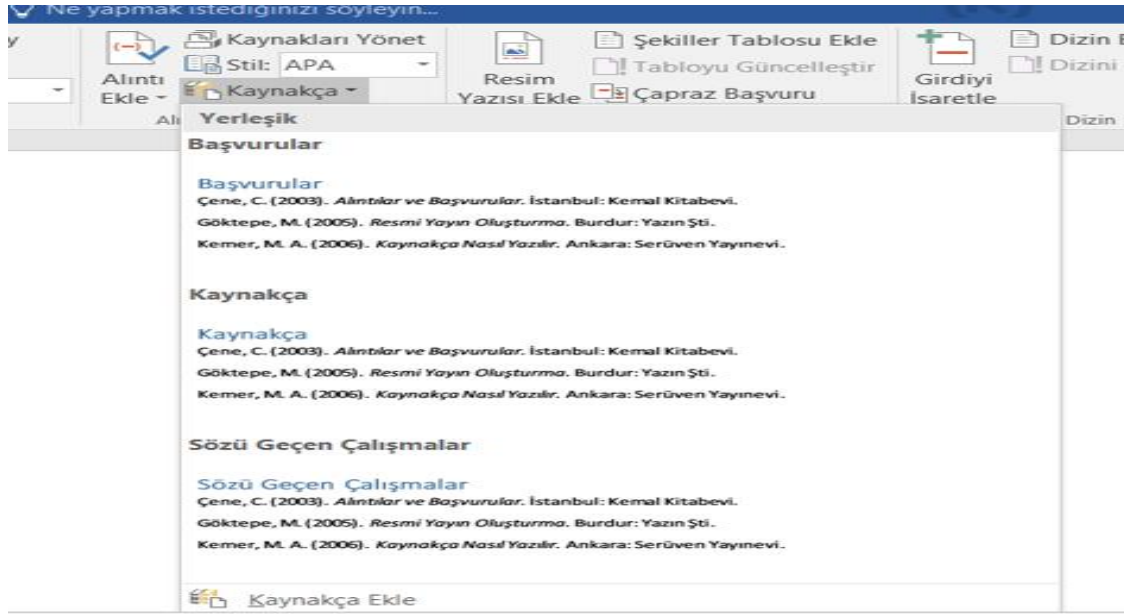 Ne yapmak istediğinizi söyleyin...
y
Alıntı Ekle
Kaynakları Yönet
Stil: APA
Kaynakça
Resim Yazısı Ekle
Şekiller Tablosu Ekle
Tabloyu Güncelleştir
Çapraz Başvuru
Girdiyi İşaretle
Dizin E
Dizini
Alı
Dizin
Yerleşik
Başvurular
Başvurular
Çene, C. (2003). Alıntılar ve Başvurular. İstanbul: Kemal Kitabevi.
Göktepe, M. (2005). Resmi Yayın Oluşturma. Burdur: Yazın Şti.
Kemer, M. A. (2006). Kaynakça Nasıl Yazılır. Ankara: Serüven Yayınevi.
Kaynakça
Kaynakça
Çene, C. (2003). Alıntılar ve Başvurular. İstanbul: Kemal Kitabevi.
Göktepe, M. (2005). Resmi Yayın Oluşturma. Burdur: Yazın Şti.
Kemer, M. A. (2006). Kaynakça Nasıl Yazılır. Ankara: Serüven Yayınevi.
Sözü Geçen Çalışmalar
Sözü Geçen Çalışmalar
Çene, C. (2003). Alıntılar ve Başvurular. İstanbul: Kemal Kitabevi.
Göktepe, M. (2005). Resmi Yayın Oluşturma. Burdur: Yazın Şti.
Kemer, M. A. (2006). Kaynakça Nasıl Yazılır. Ankara: Serüven Yayınevi.
Kaynakça Ekle